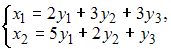 x₁ = 2y₁ + 3y₂ + 3y₃,
x₂ = 5y₁ + 2y₂ + y₃